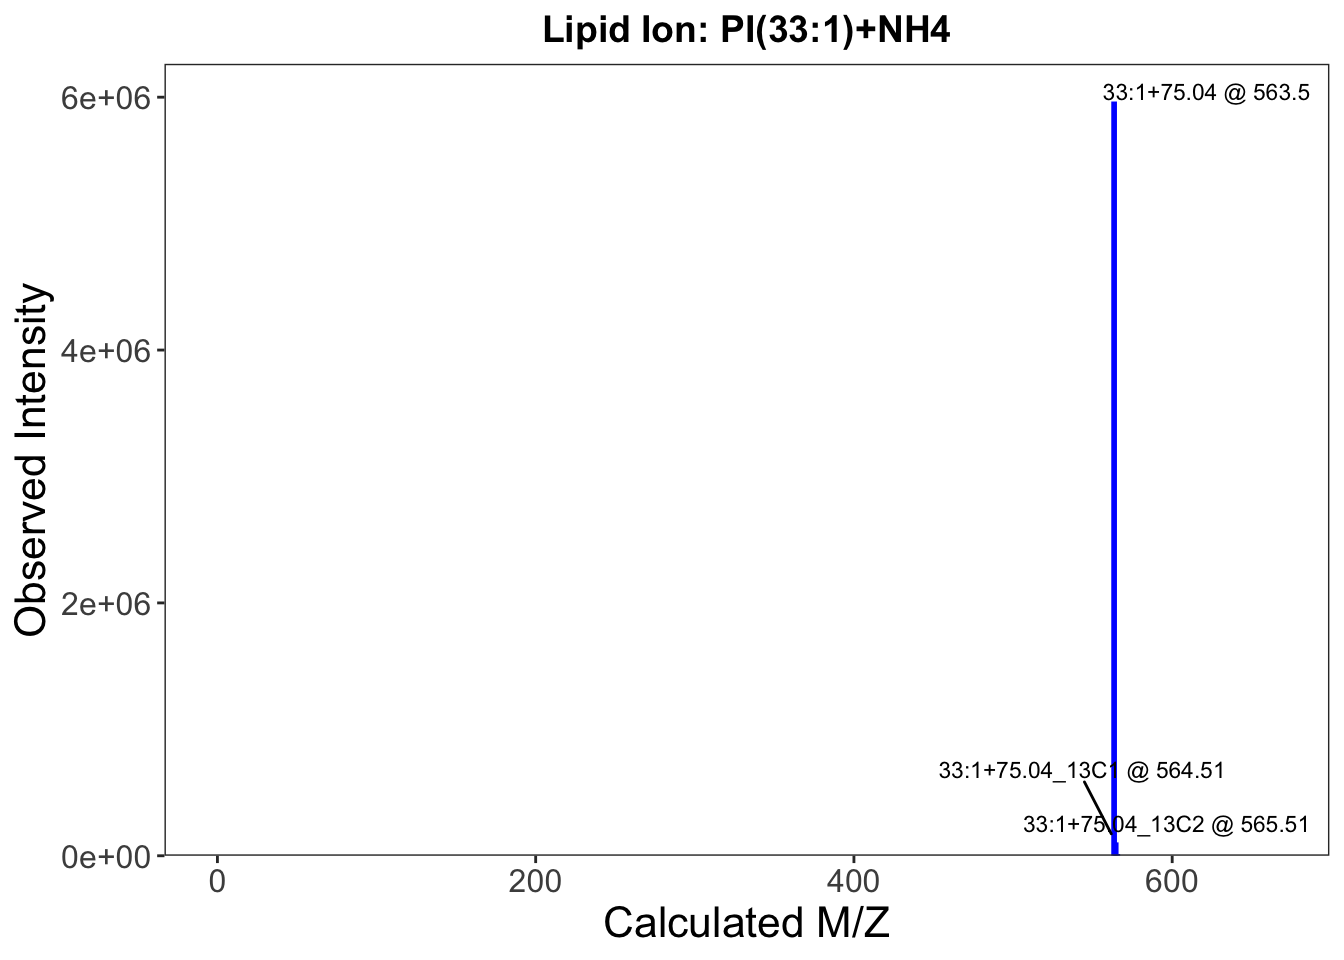 Lipid Ion: PI(33:1)+NH4
6e+06
33:1+75.04 @ 563.5
4e+06
Observed Intensity
2e+06
33:1+75.04_13C1 @ 564.51
33:1+75.04_13C2 @ 565.51
0e+00
0 200 400 600
Calculated M/Z